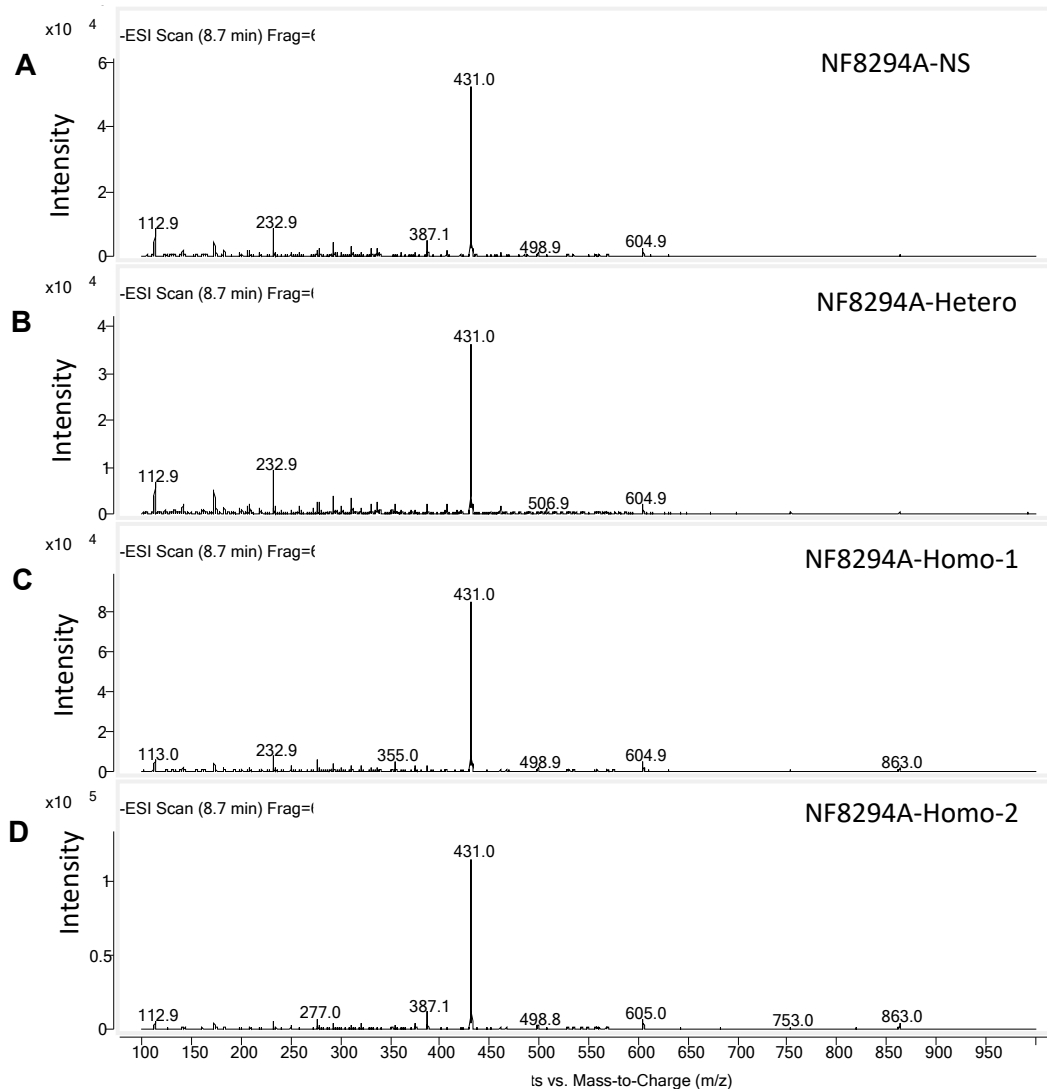 x10 4
-ESI Scan (8.7 min) Frag=6
A
NF8294A-NS
Intensity
6
4
2
0
431.0
112.9
232.9
387.1
498.9
604.9
x10 4
-ESI Scan (8.7 min) Frag=
B
NF8294A-Hetero
Intensity
4
3
2
1
0
431.0
112.9
232.9
506.9
604.9
x10 4
-ESI Scan (8.7 min) Frag=6
C
NF8294A-Homo-1
Intensity
8
6
4
2
0
431.0
113.0
232.9
355.0
498.9
604.9
863.0
x10 5
-ESI Scan (8.7 min) Frag=
D
NF8294A-Homo-2
Intensity
1
0.5
0
431.0
112.9
277.0
387.1
498.8
605.0
753.0
863.0
100 150 200 250 300 350 400 450 500 550 600 650 700 750 800 850 900 950
ts vs. Mass-to-Charge (m/z)